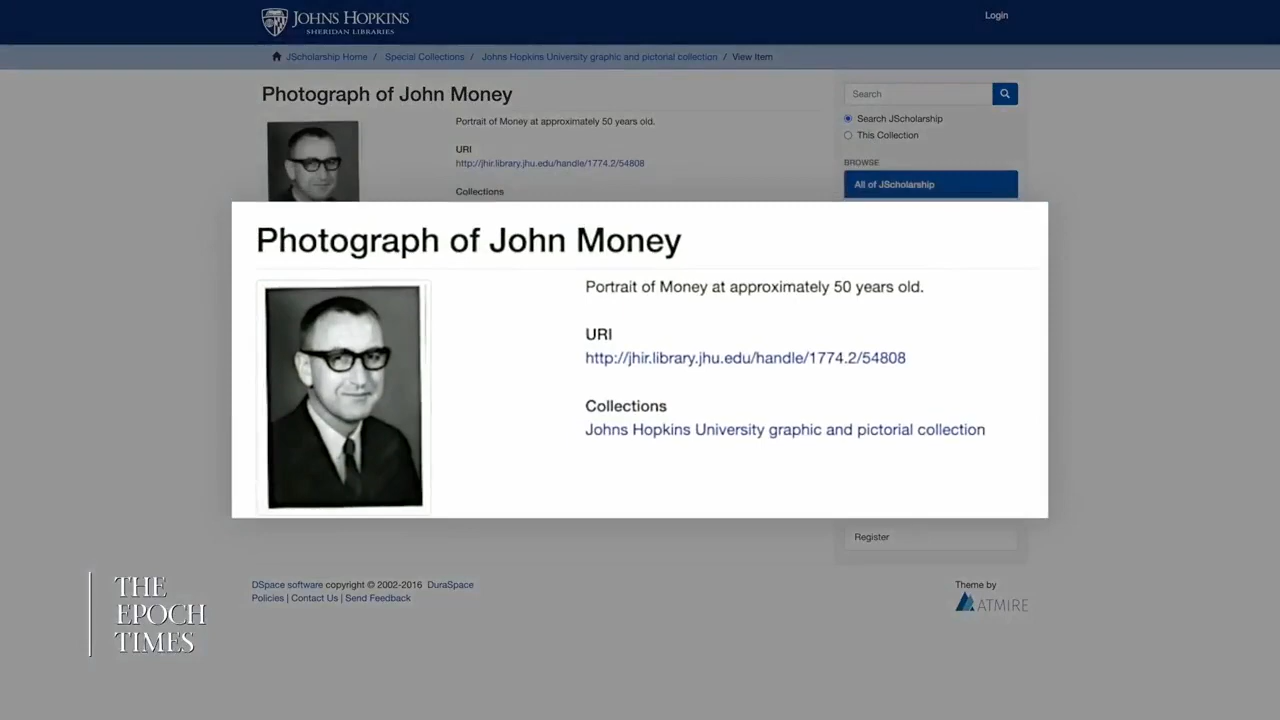 JOHNS HOPKINS
SHERIDAN LIBRARIES
Login
JScholarship Home / Special Collections / Johns Hopkins University graphic and pictorial collection / View Item
Photograph of John Money
Portrait of Money at approximately 50 years old.
URI
http://jhir.library.jhu.edu/handle/1774.2/54808
Collections
Search
Search JScholarship
This Collection
BROWSE
All of JScholarship
Photograph of John Money
Portrait of Money at approximately 50 years old.
URI
http://jhir.library.jhu.edu/handle/1774.2/54808
Collections
Johns Hopkins University graphic and pictorial collection
Register
DSpace software copyright © 2002-2016 DuraSpace
Policies | Contact Us | Send Feedback
Theme by
ATMIRE
THE
EPOCH
TIMES